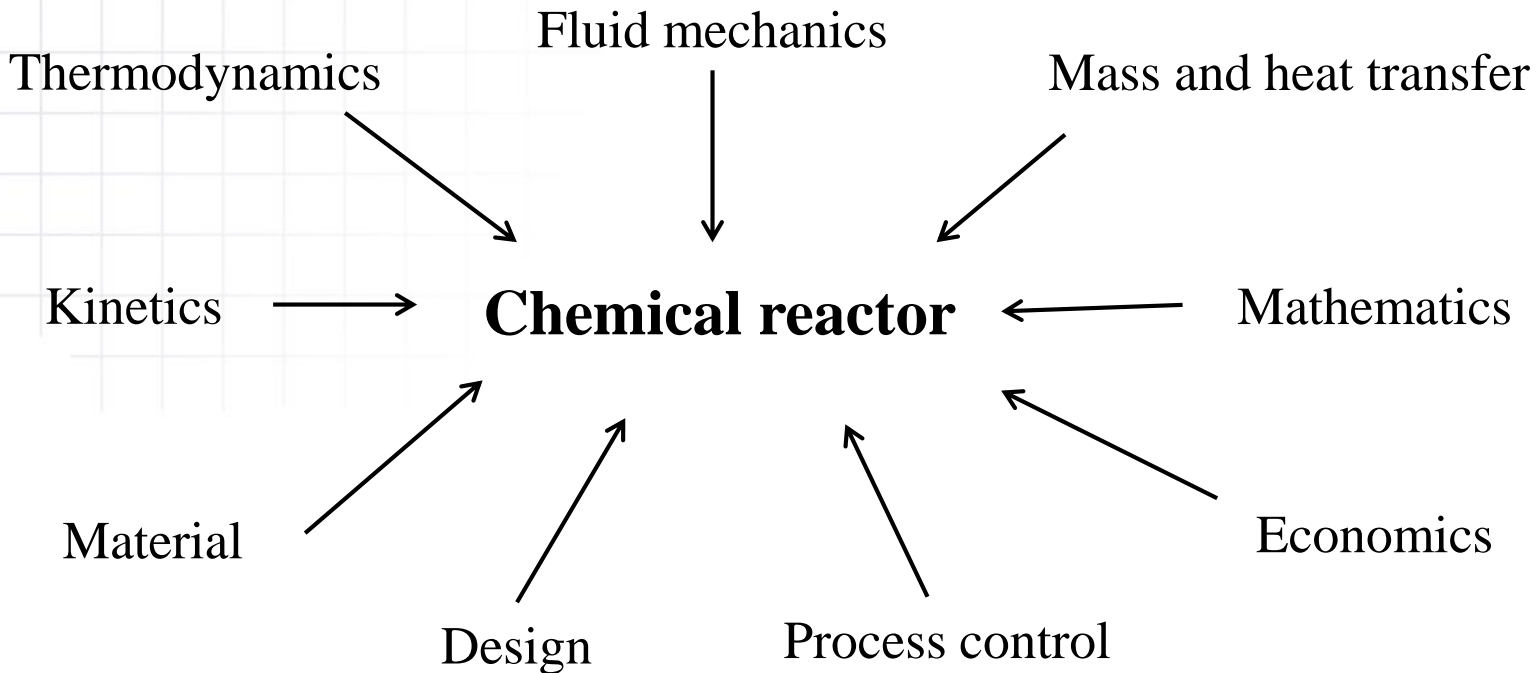 Fluid mechanics
Thermodynamics
Mass and heat transfer
Kinetics
Chemical reactor
Mathematics
Material
Economics
Design
Process control